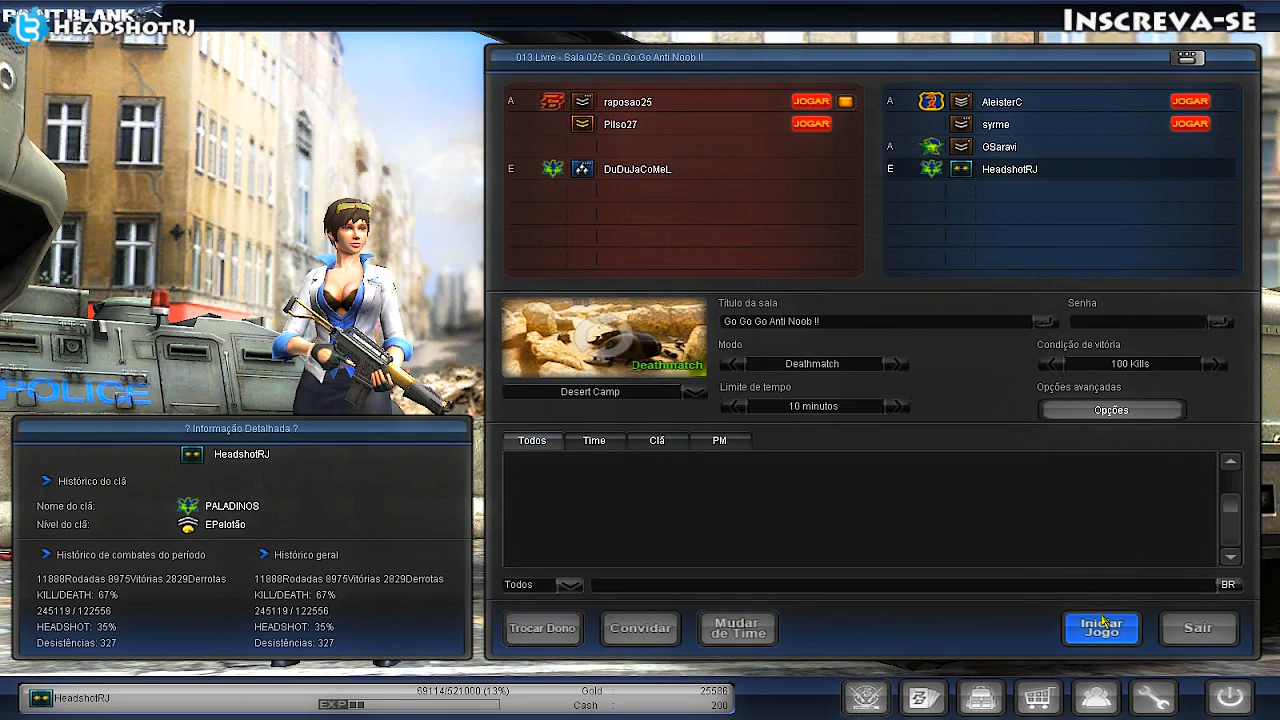 POINT BLANK
HEADSHOTRJ
INSCREVA-SE
013 Livre - Sala 025: Go Go Go Anti Noob !!
A raposao25 JOGAR
PIlso27 JOGAR
E DuDuJaCoMeL
A AleisterC JOGAR
syrme JOGAR
A GSaravi
E HeadshotRJ
Deathmatch
Desert Camp
Título da sala
Go Go Go Anti Noob !!
Senha
Modo
Deathmatch
Condição de vitória
100 Kills
Limite de tempo
10 minutos
Opções avançadas
Opções
POLICE
? Informação Detalhada ?
HeadshotRJ
Histórico do clã
Nome do clã: PALADINOS
Nível do clã: EPelotão
Histórico de combates do período
11888Rodadas 8975Vitórias 2829Derrotas
KILL/DEATH: 67%
245119 / 122556
HEADSHOT: 35%
Desistências: 327
Histórico geral
11888Rodadas 8975Vitórias 2829Derrotas
KILL/DEATH: 67%
245119 / 122556
HEADSHOT: 35%
Desistências: 327
Todos Time Clã PM
Todos BR
Trocar Dono
Convidar
Mudar
de Time
Iniciar
Jogo
Sair
HeadshotRJ
69114/521000 (13%)
EXP
Gold : 25586
Cash : 200